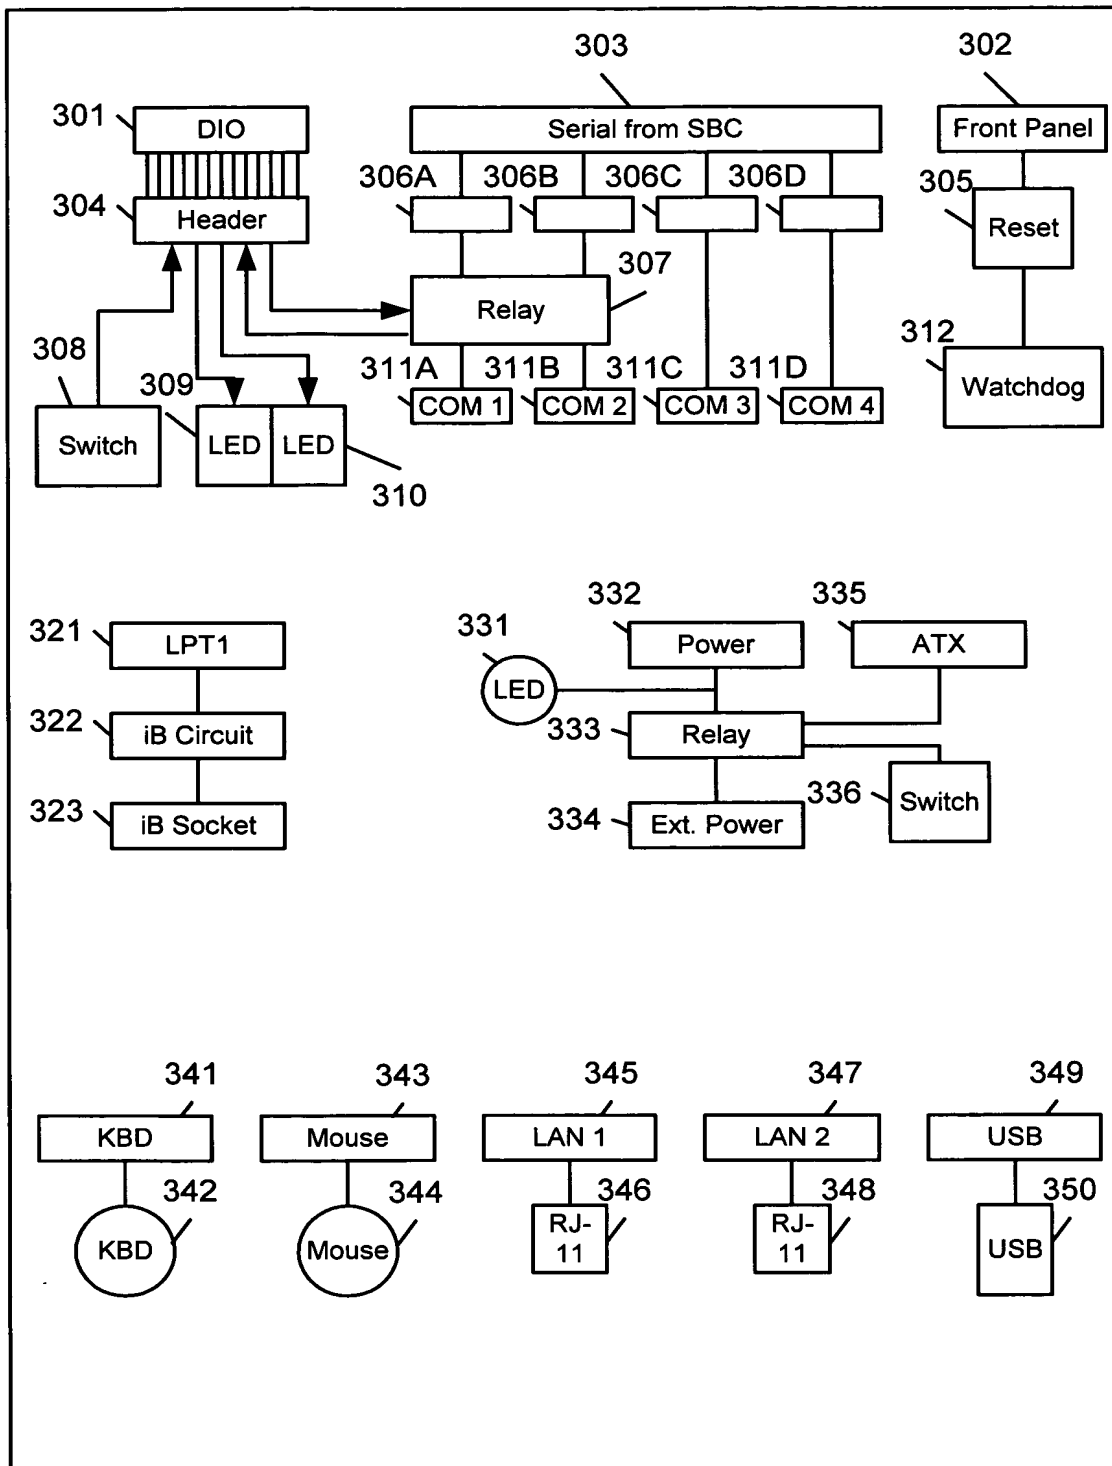 303
302
301
DIO
Serial from SBC
Front Panel
306A
306B
306C
306D
305
304
Header
Reset
307
Relay
308
309
311A
311B
311C
311D
312
COM 1
COM 2
COM 3
COM 4
Watchdog
Switch
LED
LED
310
332
335
331
321
LPT1
Power
ATX
LED
322
iB Circuit
333
Relay
323
iB Socket
334
Ext. Power
336
Switch
341
343
345
347
349
KBD
Mouse
LAN 1
LAN 2
USB
342
344
346
348
350
KBD
Mouse
RJ-
11
RJ-
11
USB